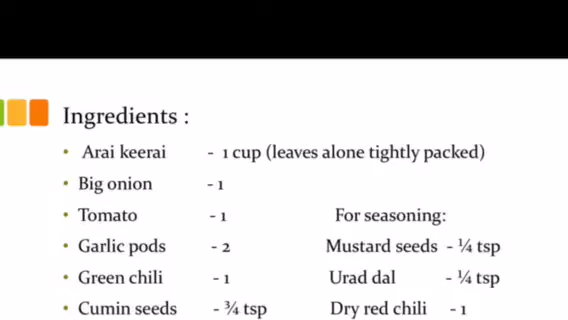 Ingredients :
• Arai keerai - 1 cup (leaves alone tightly packed)
• Big onion - 1
• Tomato - 1
• Garlic pods - 2
• Green chili - 1
• Cumin seeds - ¾ tsp
For seasoning:
Mustard seeds - ¼ tsp
Urad dal - ¼ tsp
Dry red chili - 1